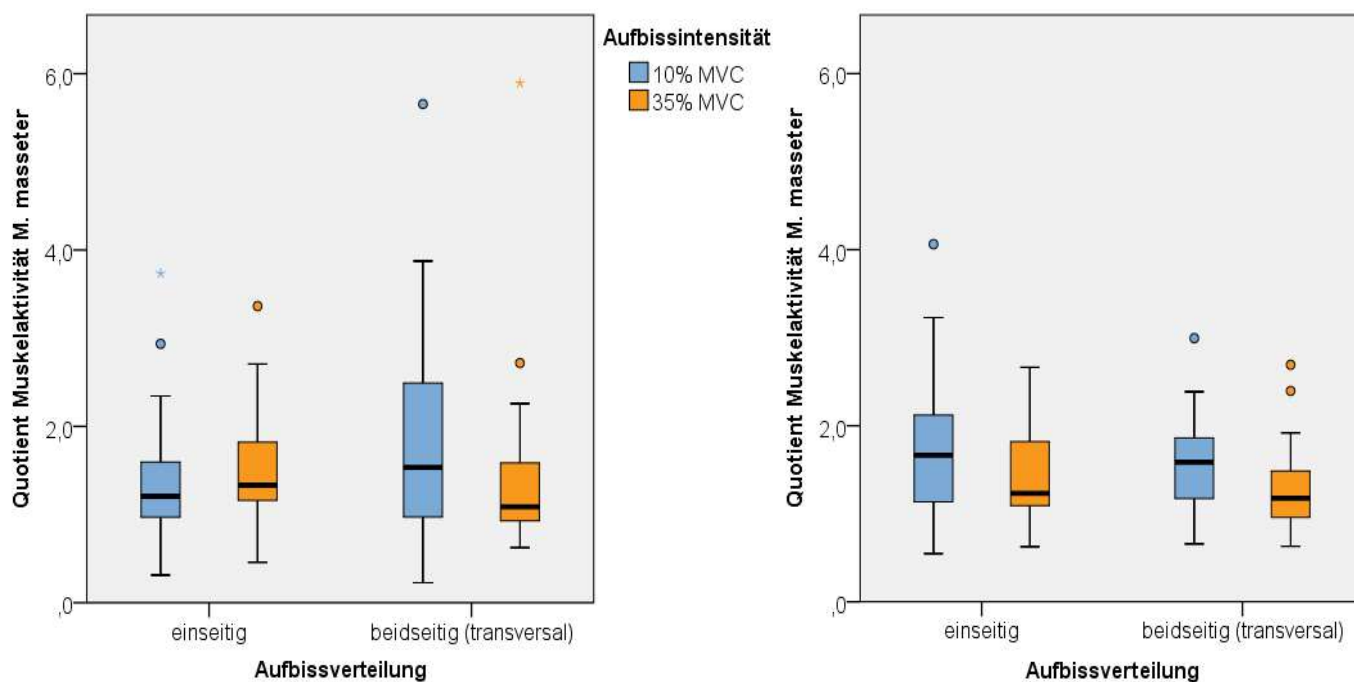 Quotient Muskelaktivität M. masseter
6,0
4,0
2,0
,0
einseitig
beidseitig (transversal)
Aufbissverteilung
Aufbissintensität
10% MVC
35% MVC
Quotient Muskelaktivität M. masseter
6,0
4,0
2,0
,0
einseitig
beidseitig (transversal)
Aufbissverteilung